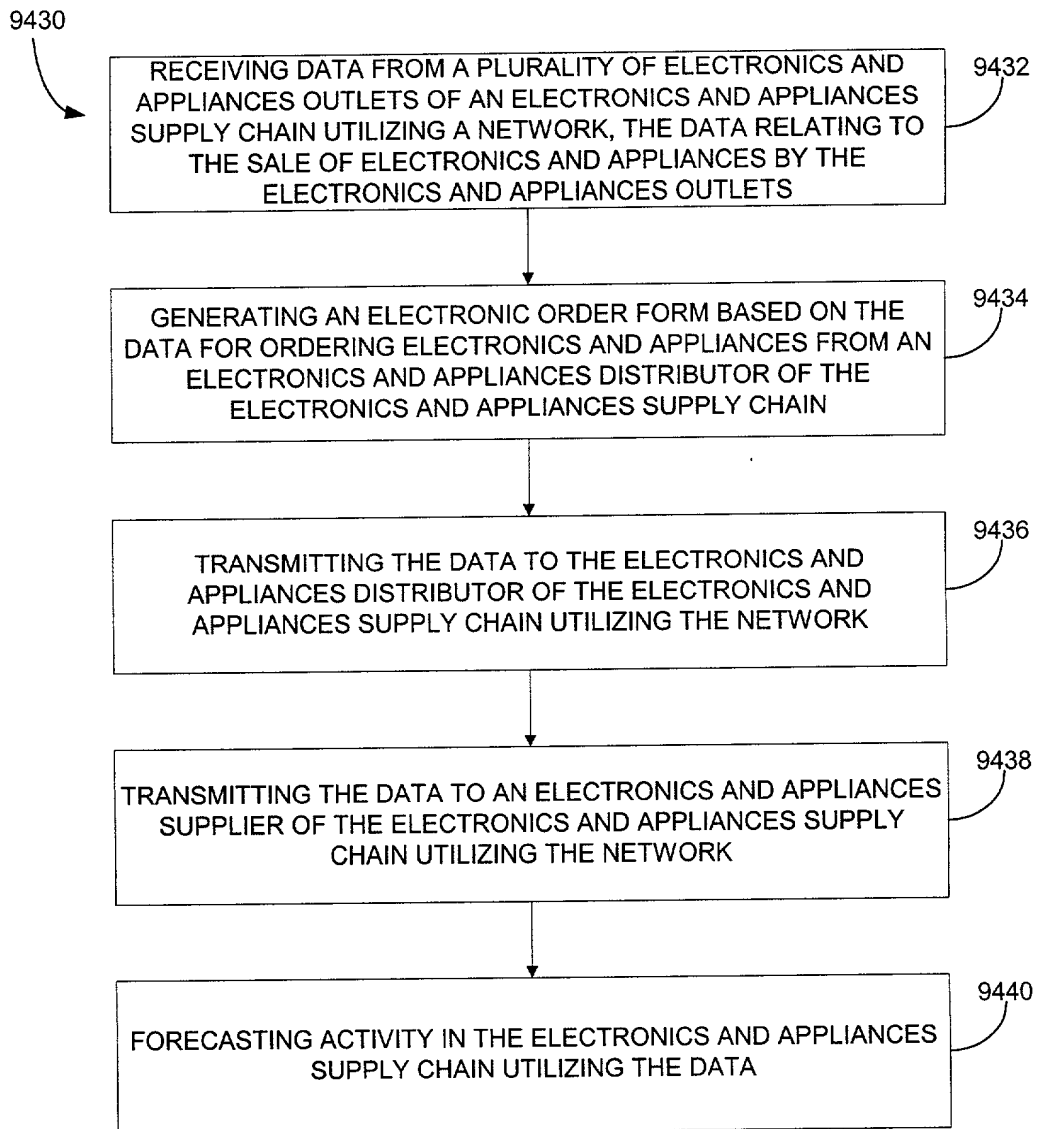 9430
RECEIVING DATA FROM A PLURALITY OF ELECTRONICS AND
APPLIANCES OUTLETS OF AN ELECTRONICS AND APPLIANCES
SUPPLY CHAIN UTILIZING A NETWORK, THE DATA RELATING TO
THE SALE OF ELECTRONICS AND APPLIANCES BY THE
ELECTRONICS AND APPLIANCES OUTLETS
9432
GENERATING AN ELECTRONIC ORDER FORM BASED ON THE
DATA FOR ORDERING ELECTRONICS AND APPLIANCES FROM AN
ELECTRONICS AND APPLIANCES DISTRIBUTOR OF THE
ELECTRONICS AND APPLIANCES SUPPLY CHAIN
9434
TRANSMITTING THE DATA TO THE ELECTRONICS AND
APPLIANCES DISTRIBUTOR OF THE ELECTRONICS AND
APPLIANCES SUPPLY CHAIN UTILIZING THE NETWORK
9436
TRANSMITTING THE DATA TO AN ELECTRONICS AND APPLIANCES
SUPPLIER OF THE ELECTRONICS AND APPLIANCES SUPPLY
CHAIN UTILIZING THE NETWORK
9438
FORECASTING ACTIVITY IN THE ELECTRONICS AND APPLIANCES
SUPPLY CHAIN UTILIZING THE DATA
9440